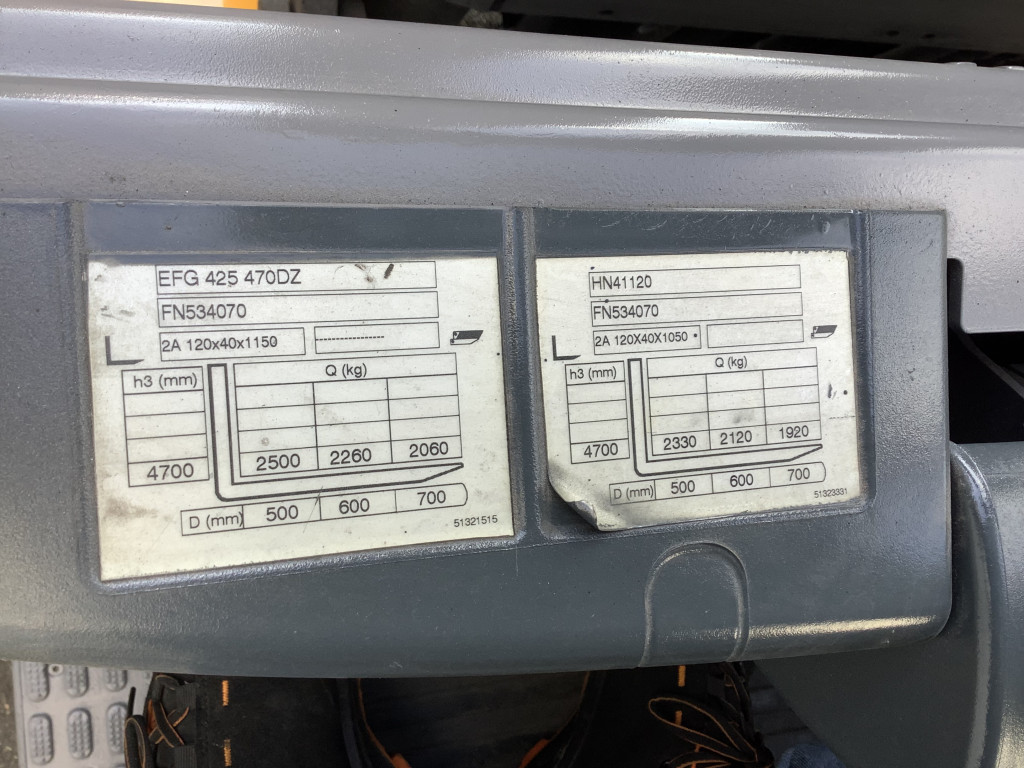 EFG 425 470DZ
FN534070
2A 120x40x1150 ----------------
h3 (mm) Q (kg)
4700 2500 2260 2060
D (mm) 500 600 700
51321515
HN41120
FN534070
2A 120X40X1050
h3 (mm) Q (kg)
4700 2330 2120 1920
D (mm) 500 600 700
51323331